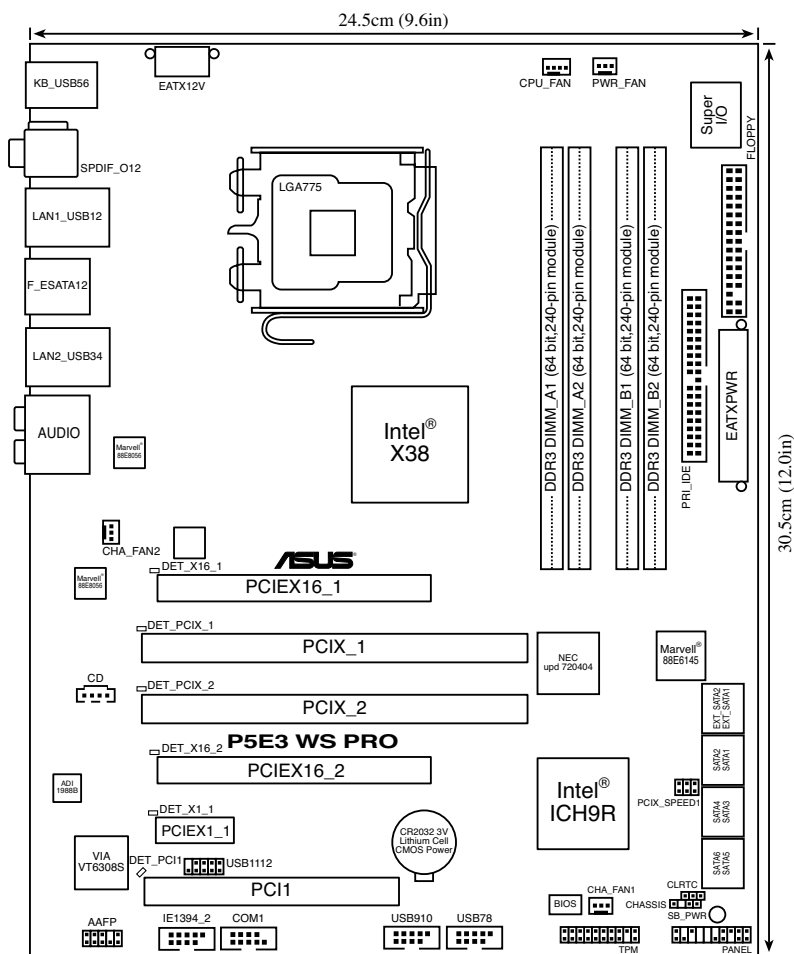 24.5cm (9.6in)
KB_USB56
EATX12V
CPU_FAN
PWR_FAN
Super
I/O
FLOPPY
SPDIF_O12
LGA775
LAN1_USB12
F_ESATA12
LAN2_USB34
AUDIO
Marvell®
88E8056
Intel®
X38
DDR3 DIMM_A1 (64 bit,240-pin module)
DDR3 DIMM_A2 (64 bit,240-pin module)
DDR3 DIMM_B1 (64 bit,240-pin module)
DDR3 DIMM_B2 (64 bit,240-pin module)
PRI_IDE
EATXPWR
30.5cm (12.0in)
CHA_FAN2
ASUS
DET_X16_1
PCIEX16_1
Marvell®
88E8056
DET_PCIX_1
PCIX_1
NEC
upd 720404
Marvell®
88E6145
CD
DET_PCIX_2
PCIX_2
EXT_SATA2
EXT_SATA1
P5E3 WS PRO
DET_X16_2
PCIEX16_2
SATA2
SATA1
ADI
1988B
Intel®
ICH9R
PCIX_SPEED1
SATA4
SATA3
DET_X1_1
PCIEX1_1
CR2032 3V
Lithium Cell
CMOS Power
VIA
VT6308S
DET_PCI1
USB1112
SATA6
SATA5
PCI1
BIOS
CHA_FAN1
CLRTC
CHASSIS
SB_PWR
AAFP
IE1394_2
COM1
USB910
USB78
TPM
PANEL